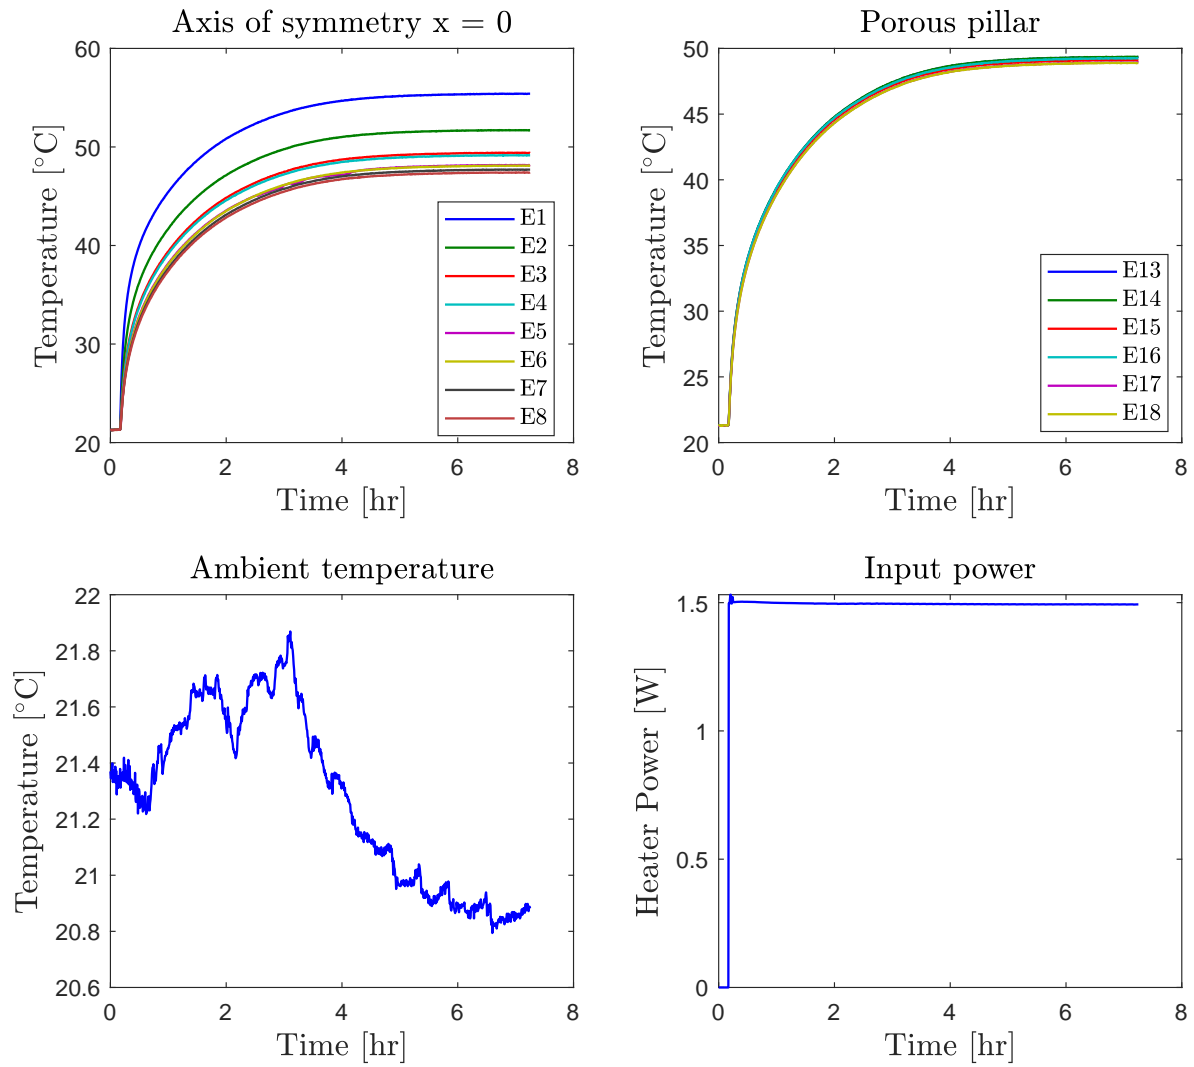 Axis of symmetry x = 0
60
50
40
30
20
Temperature [°C]
E1
E2
E3
E4
E5
E6
E7
E8
0 2 4 6 8
Time [hr]
Porous pillar
50
45
40
35
30
25
20
Temperature [°C]
E13
E14
E15
E16
E17
E18
0 2 4 6 8
Time [hr]
Ambient temperature
22
21.8
21.6
21.4
21.2
21
20.8
20.6
Temperature [°C]
0 2 4 6 8
Time [hr]
Input power
1.5
1
0.5
0
Heater Power [W]
0 2 4 6 8
Time [hr]